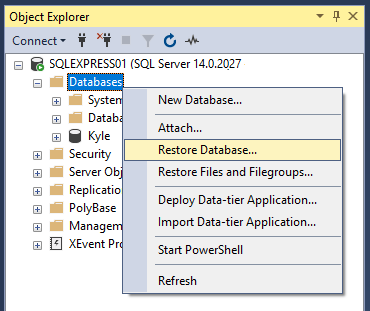 Object Explorer
Connect
SQLEXPRESS01 (SQL Server 14.0.2027
Databases
System
Databa
Kyle
Security
Server Obj
Replication
PolyBase
Managem
XEvent Pro
New Database...
Attach...
Restore Database...
Restore Files and Filegroups...
Deploy Data-tier Application...
Import Data-tier Application...
Start PowerShell
Refresh